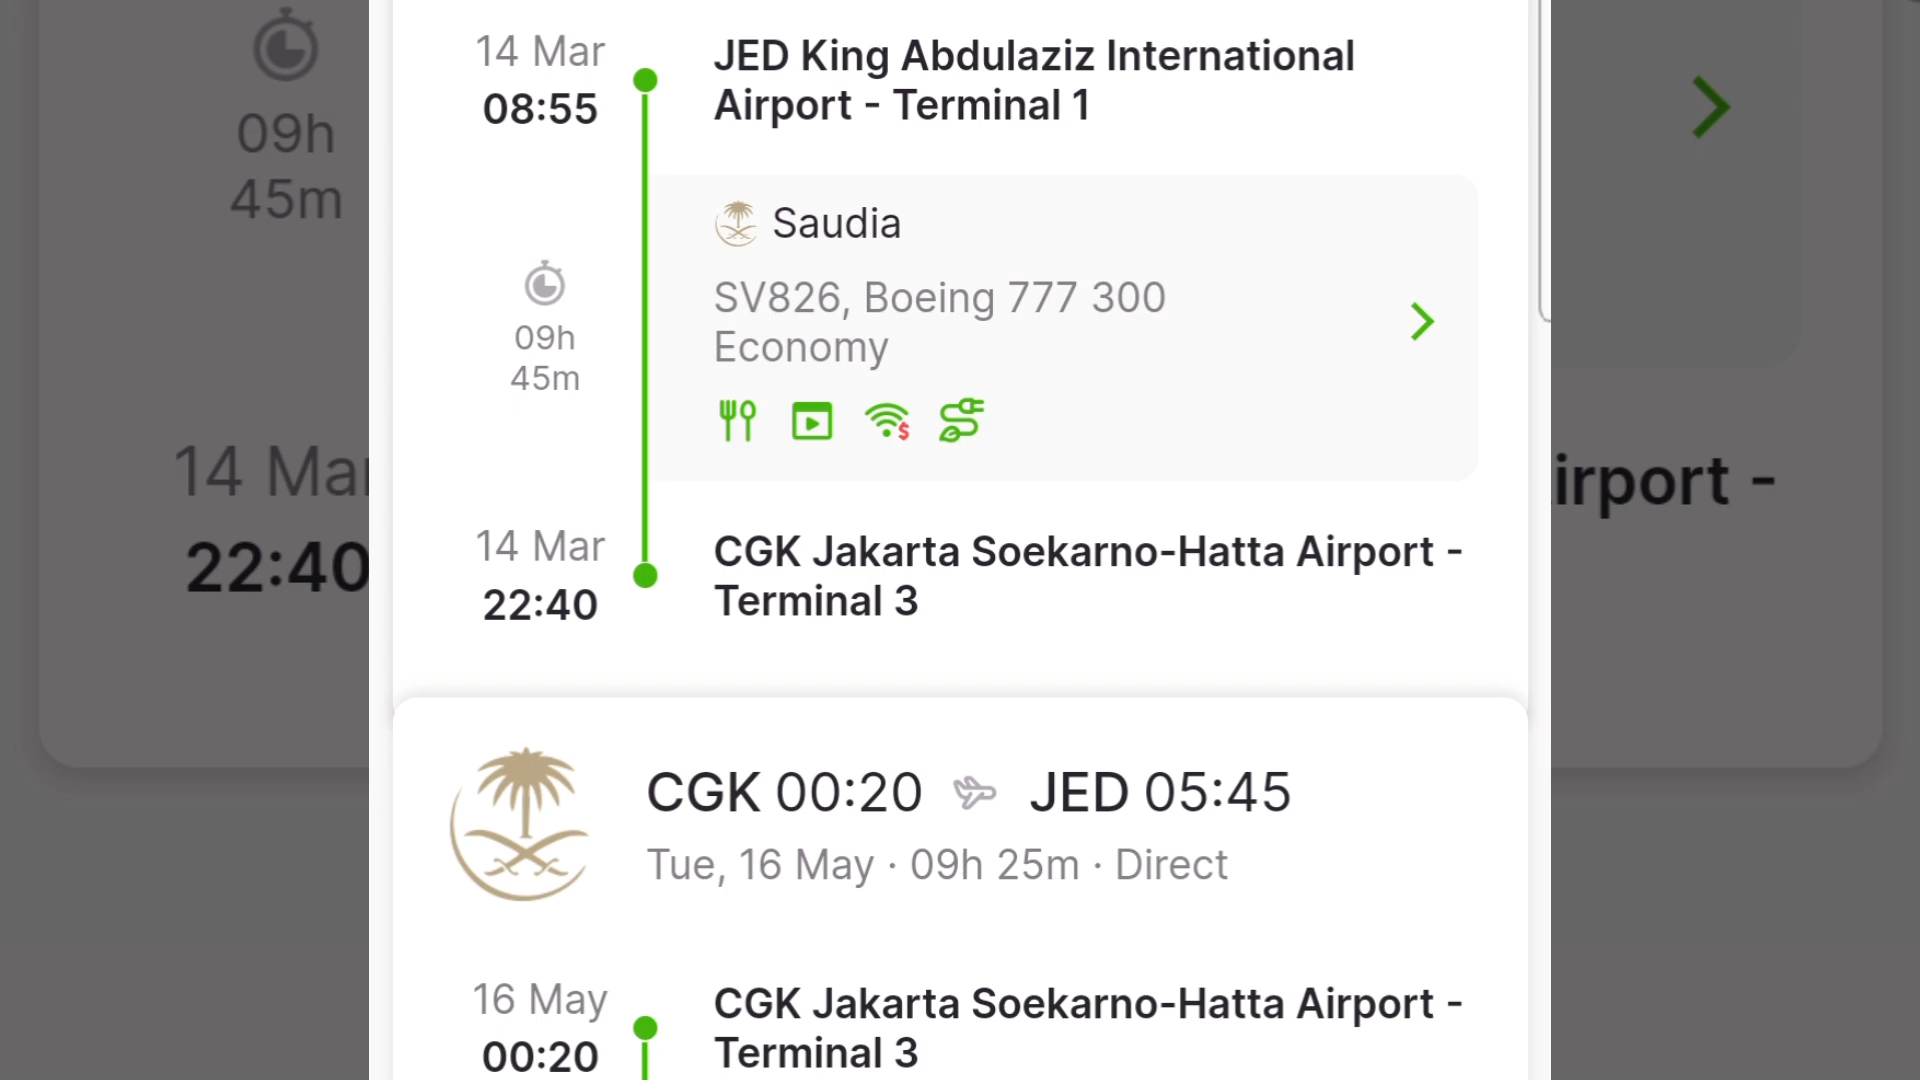 14 Mar
08:55
JED King Abdulaziz International
Airport - Terminal 1
09h
45m
Saudia
SV826, Boeing 777 300
Economy
$
14 Mar
22:40
CGK Jakarta Soekarno-Hatta Airport -
Terminal 3
CGK 00:20 JED 05:45
Tue, 16 May · 09h 25m · Direct
16 May
00:20
CGK Jakarta Soekarno-Hatta Airport -
Terminal 3
09h
45m
14 Mar
22:40
irport -